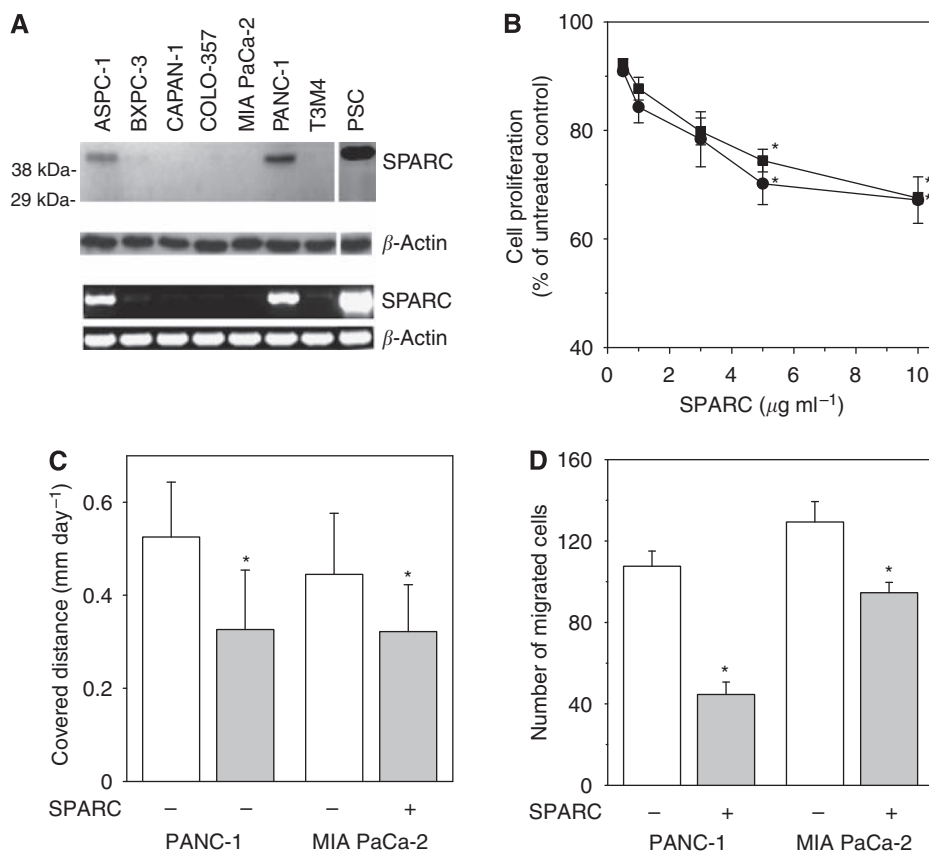 A
ASPC-1
BXPC-3
CAPAN-1
COLO-357
MIA PaCa-2
PANC-1
T3M4
PSC
38 kDa-
29 kDa-
SPARC
β-Actin
SPARC
β-Actin
B
Cell proliferation
(% of untreated control)
100
80
60
40
*
*
*
*
0 2 4 6 8 10
SPARC (μg ml−1)
C
Covered distance (mm day−1)
0.6
0.4
0.2
0
*
*
SPARC − − − +
PANC-1 MIA PaCa-2
D
Number of migrated cells
160
120
80
40
0
*
*
SPARC − + − +
PANC-1 MIA PaCa-2